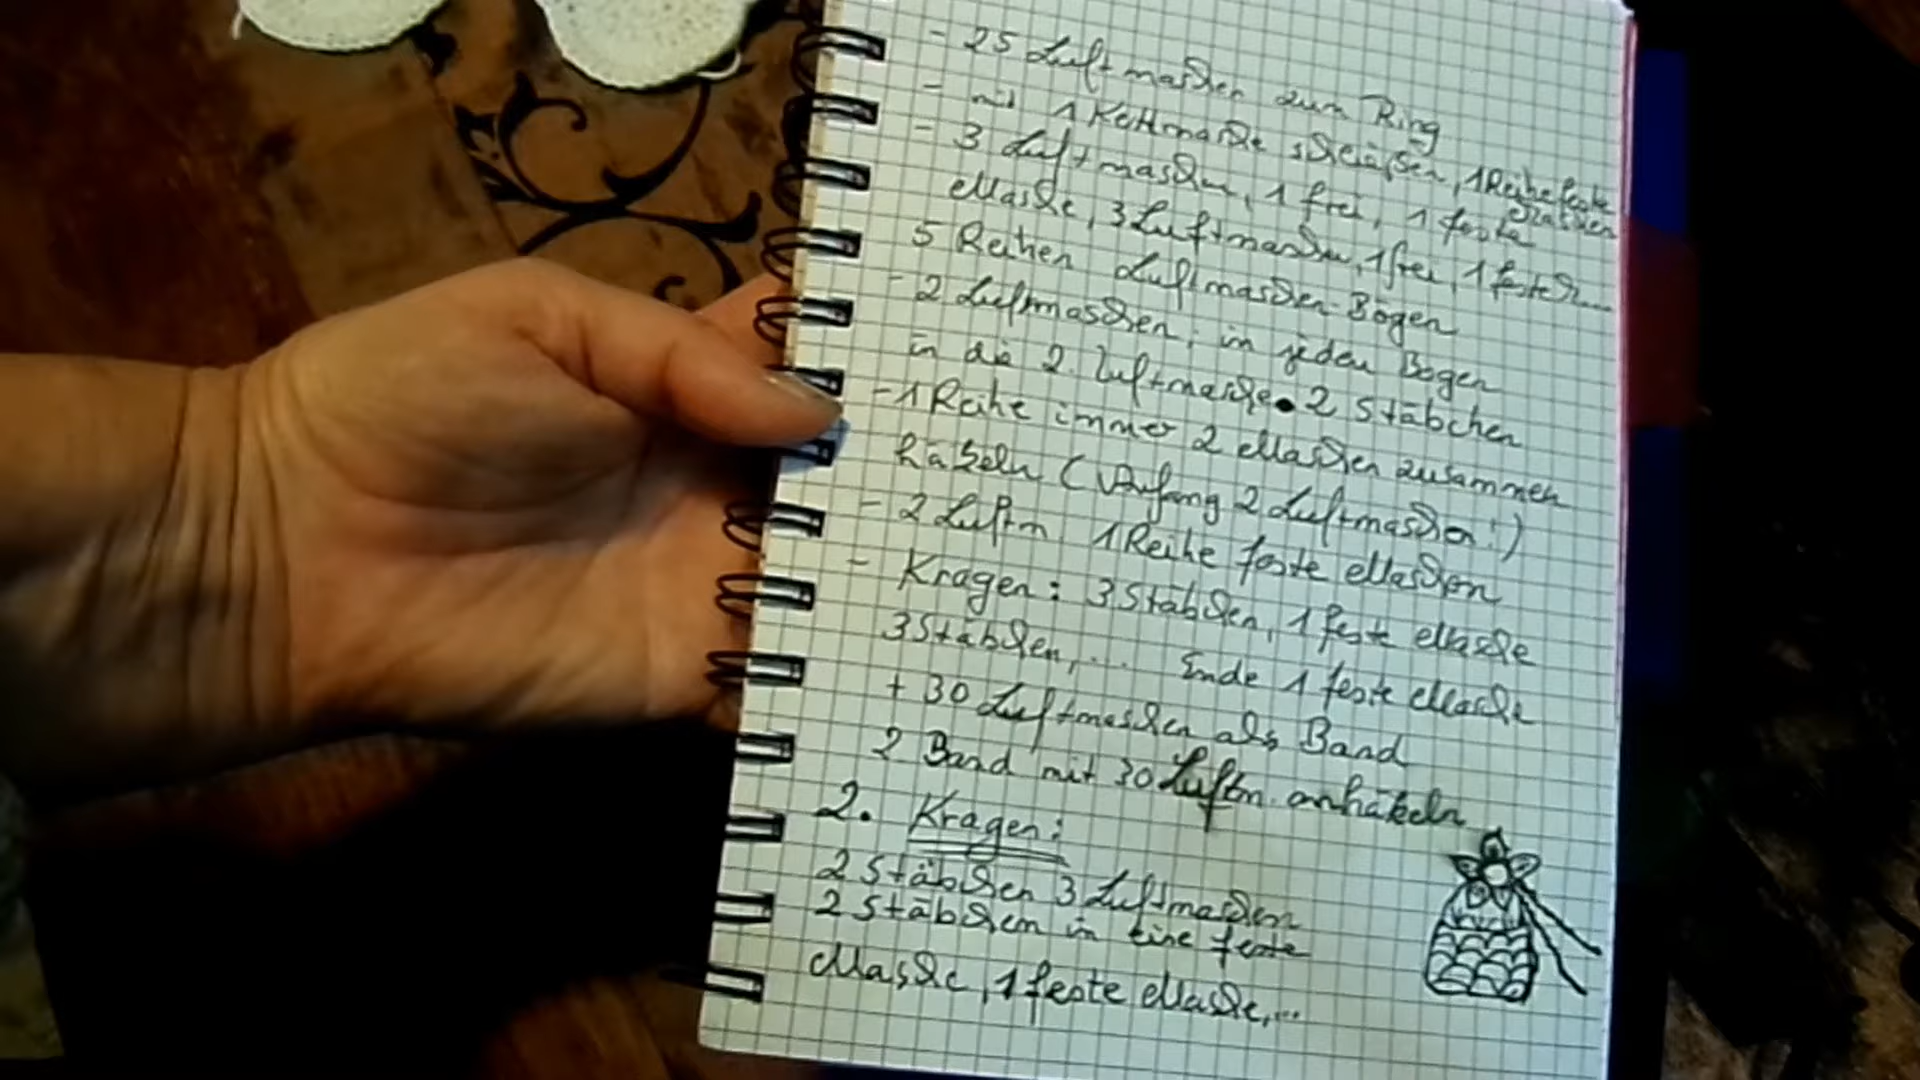 - 25 Luftmaschen zum Ring
- mit 1 Kettmasche schließen, 1 Reihe feste Maschen
- 3 Luftmaschen, 1 frei, 1 feste
Masche, 3 Luftmaschen, 1 frei, 1 feste M...
5 Reihen Luftmaschen-Bögen
- 2 Luftmaschen, in jeden Bogen
in die 2. Luftmasche 2 Stäbchen
- 1 Reihe immer 2 Maschen zusammen
häkeln (Anfang 2 Luftmaschen!)
- 2 Luftm 1 Reihe feste Maschen
- Kragen: 3 Stäbchen, 1 feste Masche
3 Stäbchen, ... Ende 1 feste Masche
+ 30 Luftmaschen als Band
2 Band mit 30 Luftm. anhäkeln
2. Kragen:
2 Stäbchen 3 Luftmaschen
2 Stäbchen in eine feste
Masche, 1 feste Masche,...